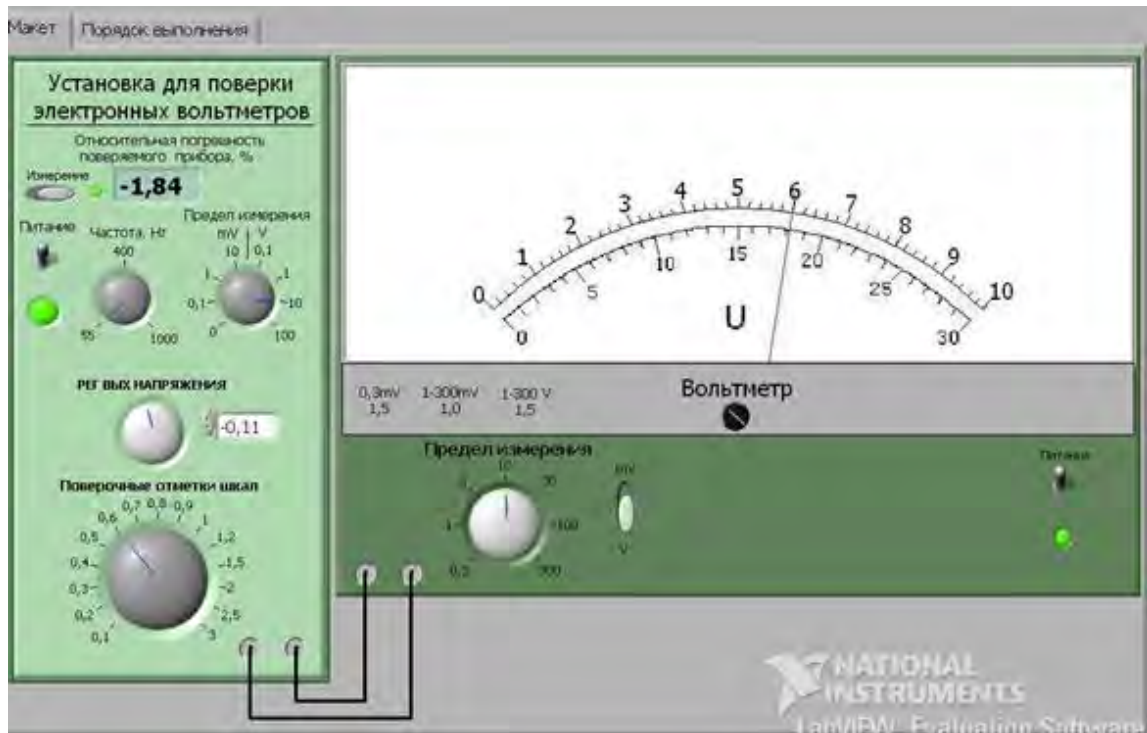 Макет Порядок выполнения
Установка для поверки
электронных вольтметров
Относительная погрешность
поверяемого прибора, %
Измерение
-1,84
Питание
Частота, Нг
400
55
1000
Предел измерения
mV V
10 0,1
1 1
0,1 10
0 100
РЕГ ВЫХ НАПРЯЖЕНИЯ
-0,11
Поверочные отметки шкал
0,7 0,8 0,9
0,6 1
0,5 1,2
0,4 1,5
0,3 2
0,2 2,5
0,1 3
0 1 2 3 4 5 6 7 8 9 10
0 5 10 15 20 25 30
U
0,3mV 1-300mV 1-300 V
1,5 1,0 1,5
Вольтметр
Предел измерения
10
30
1 100
0,3 300
mV
V
Питание
NATIONAL
INSTRUMENTS
LabVIEW Evaluation Software